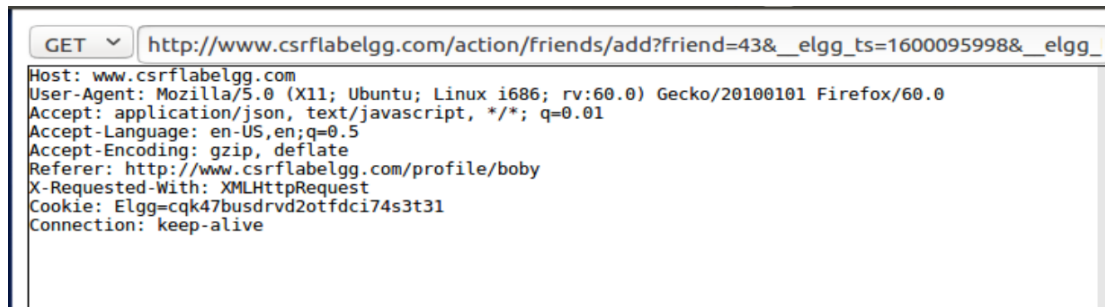 GET http://www.csrflabelgg.com/action/friends/add?friend=43&__elgg_ts=1600095998&__elgg_
Host: www.csrflabelgg.com
User-Agent: Mozilla/5.0 (X11; Ubuntu; Linux i686; rv:60.0) Gecko/20100101 Firefox/60.0
Accept: application/json, text/javascript, */*; q=0.01
Accept-Language: en-US,en;q=0.5
Accept-Encoding: gzip, deflate
Referer: http://www.csrflabelgg.com/profile/boby
X-Requested-With: XMLHttpRequest
Cookie: Elgg=cqk47busdrvd2otfdci74s3t31
Connection: keep-alive